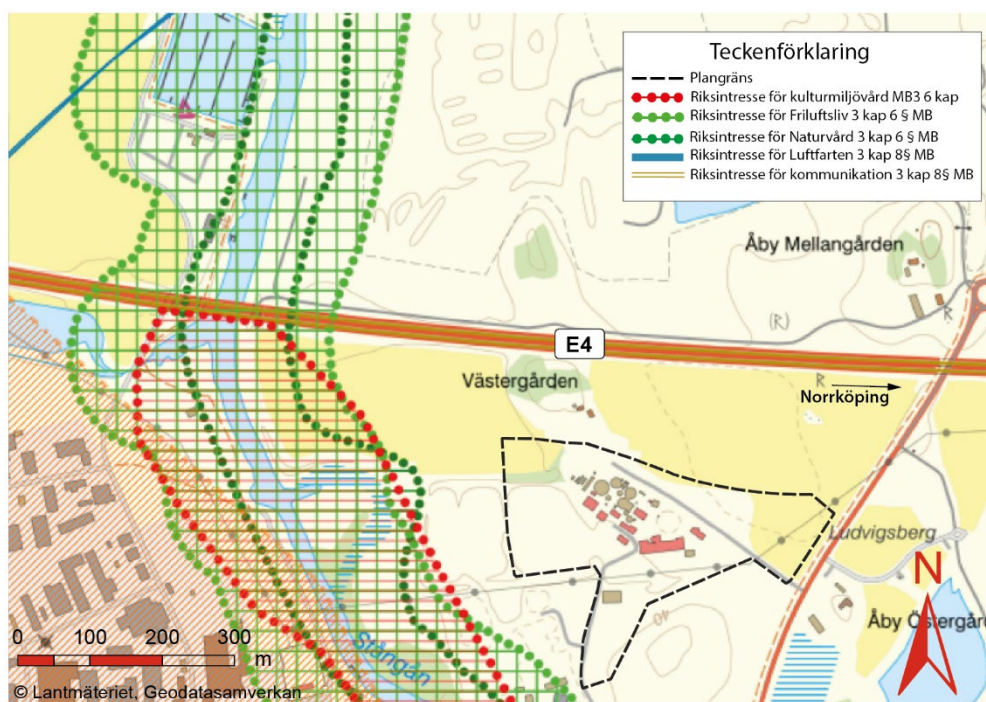 Teckenförklaring
Plangräns
Riksintresse för kulturmiljövård MB3 6 kap
Riksintresse för Friluftsliv 3 kap 6 § MB
Riksintresse för Naturvård 3 kap 6 § MB
Riksintresse för Luftfarten 3 kap 8§ MB
Riksintresse för kommunikation 3 kap 8§ MB
Åby Mellangården
R
(R)
E4
Västergården
R
Norrköping
Ludvigsberg
N
Åby Östergår
Stångån
0 100 200 300
m
© Lantmäteriet, Geodatasamverkan